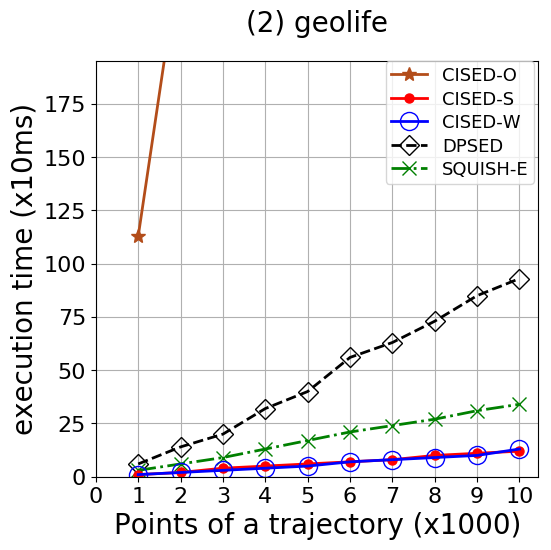 (2) geolife
execution time (x10ms)
175
150
125
100
75
50
25
0
0 1 2 3 4 5 6 7 8 9 10
Points of a trajectory (x1000)
CISED-O
CISED-S
CISED-W
DPSED
SQUISH-E